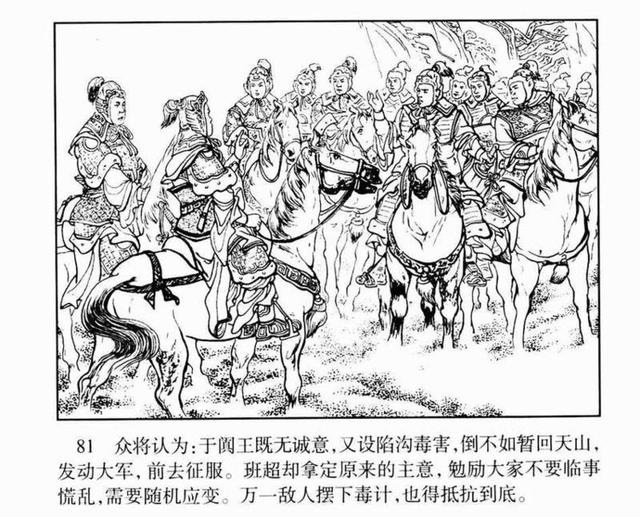 81 众将认为：于阗王既无诚意，又设陷沟毒害，倒不如暂回天山，
发动大军，前去征服。班超却拿定原来的主意，勉励大家不要临事
慌乱，需要随机应变。万一敌人摆下毒计，也得抵抗到底。